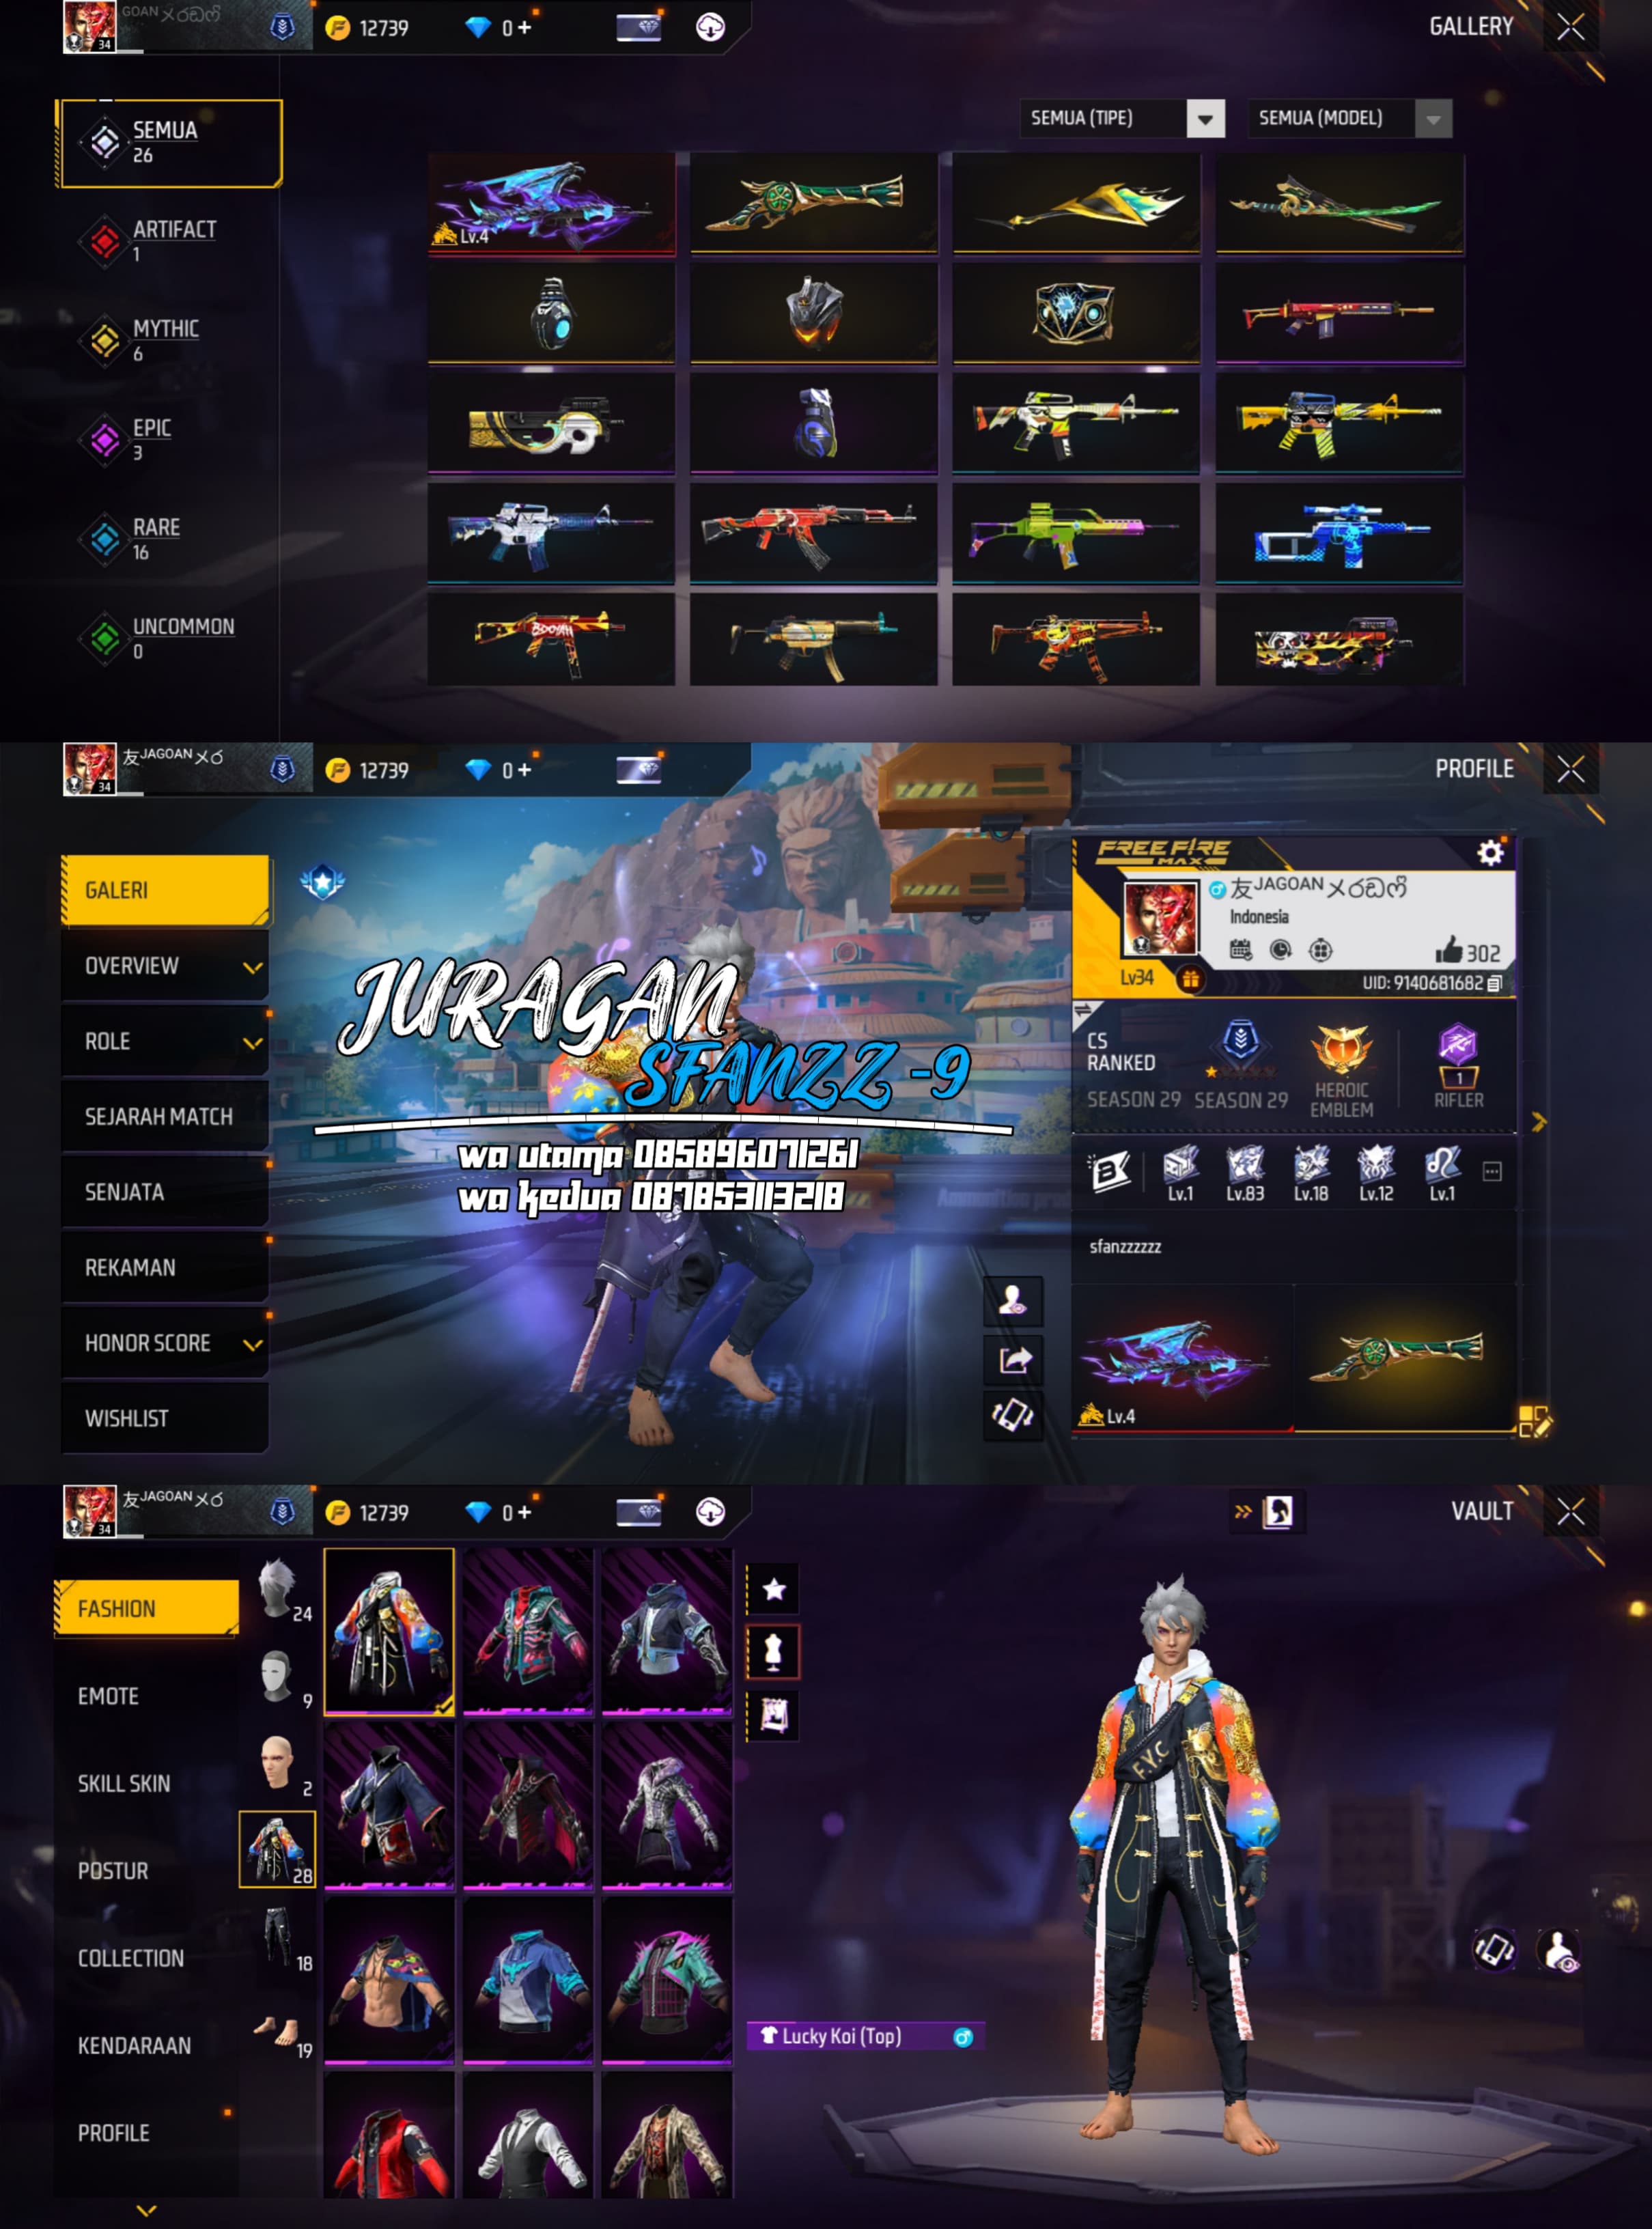 GOAN
34
12739
0 +
GALLERY
SEMUA
26
SEMUA (TIPE)
SEMUA (MODEL)
ARTIFACT
1
MYTHIC
6
EPIC
3
RARE
16
UNCOMMON
0
Lv.4
BOOYAH
友JAGOAN
34
12739
0 +
PROFILE
GALERI
OVERVIEW
ROLE
SEJARAH MATCH
SENJATA
REKAMAN
HONOR SCORE
WISHLIST
JURAGAN
SFANZZ-9
wa utama 085896071261
wa kedua 087853113218
FREE FIRE
MAX
友JAGOAN
Indonesia
302
Lv34
UID: 9140681682
CS
RANKED
SEASON 29
SEASON 29
HEROIC
EMBLEM
1
RIFLER
Lv.1
Lv.83
Lv.18
Lv.12
Lv.1
sfanzzzzzz
Lv.4
友JAGOAN
34
12739
0 +
VAULT
FASHION
EMOTE
SKILL SKIN
POSTUR
COLLECTION
KENDARAAN
PROFILE
24
9
2
28
18
19
F.Y.C
Lucky Koi (Top)